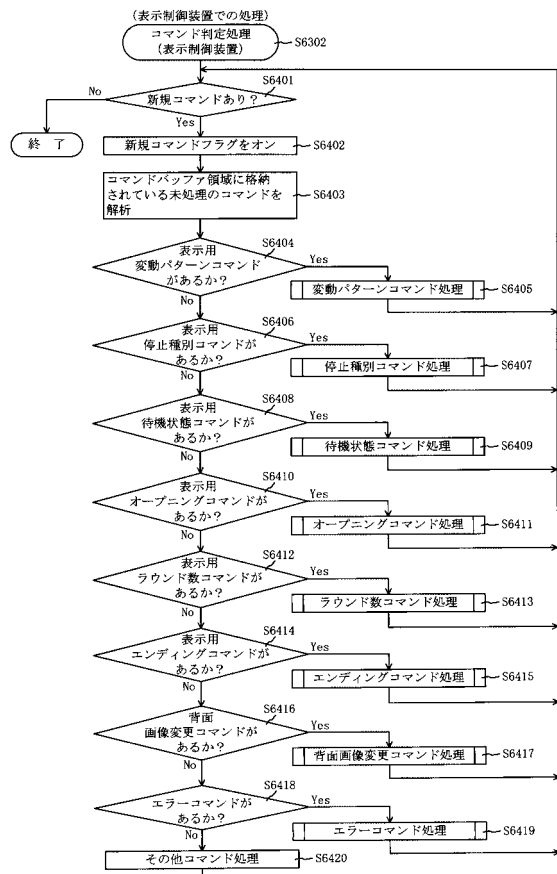 (表示制御装置での処理)
コマンド判定処理
(表示制御装置)
S6302
S6401
新規コマンドあり?
No
Yes
終 了
新規コマンドフラグをオン
S6402
コマンドバッファ領域に格納
されている未処理のコマンドを
解析
S6403
S6404
表示用
変動パターンコマンド
があるか?
Yes
変動パターンコマンド処理
S6405
No
S6406
表示用
停止種別コマンドが
あるか?
Yes
停止種別コマンド処理
S6407
No
S6408
表示用
待機状態コマンドが
あるか?
Yes
待機状態コマンド処理
S6409
No
S6410
表示用
オープニングコマンドが
あるか?
Yes
オープニングコマンド処理
S6411
No
S6412
表示用
ラウンド数コマンドが
あるか?
Yes
ラウンド数コマンド処理
S6413
No
S6414
表示用
エンディングコマンドが
あるか?
Yes
エンディングコマンド処理
S6415
No
S6416
背面
画像変更コマンドが
あるか?
Yes
背面画像変更コマンド処理
S6417
No
S6418
エラーコマンドが
あるか?
Yes
エラーコマンド処理
S6419
No
その他コマンド処理
S6420